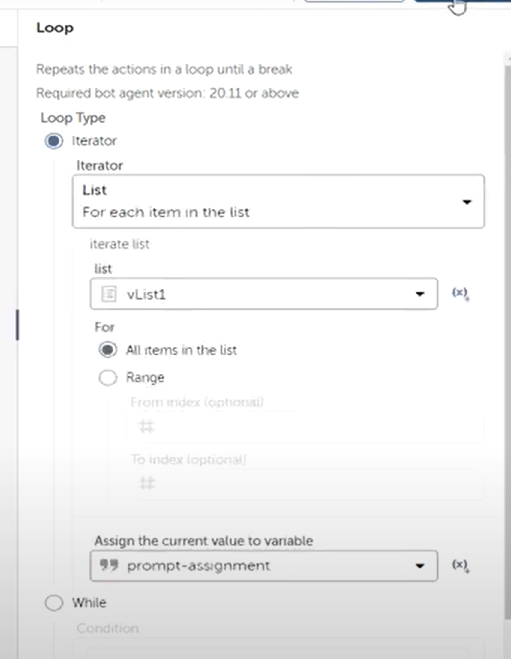 Loop
Repeats the actions in a loop until a break
Required bot agent version: 20.11 or above
Loop Type
Iterator
Iterator
List
For each item in the list
iterate list
list
vList1
(x)
For
All items in the list
Range
From index (optional)
#
To index (optional)
#
Assign the current value to variable
prompt-assignment
(x)
While
Condition